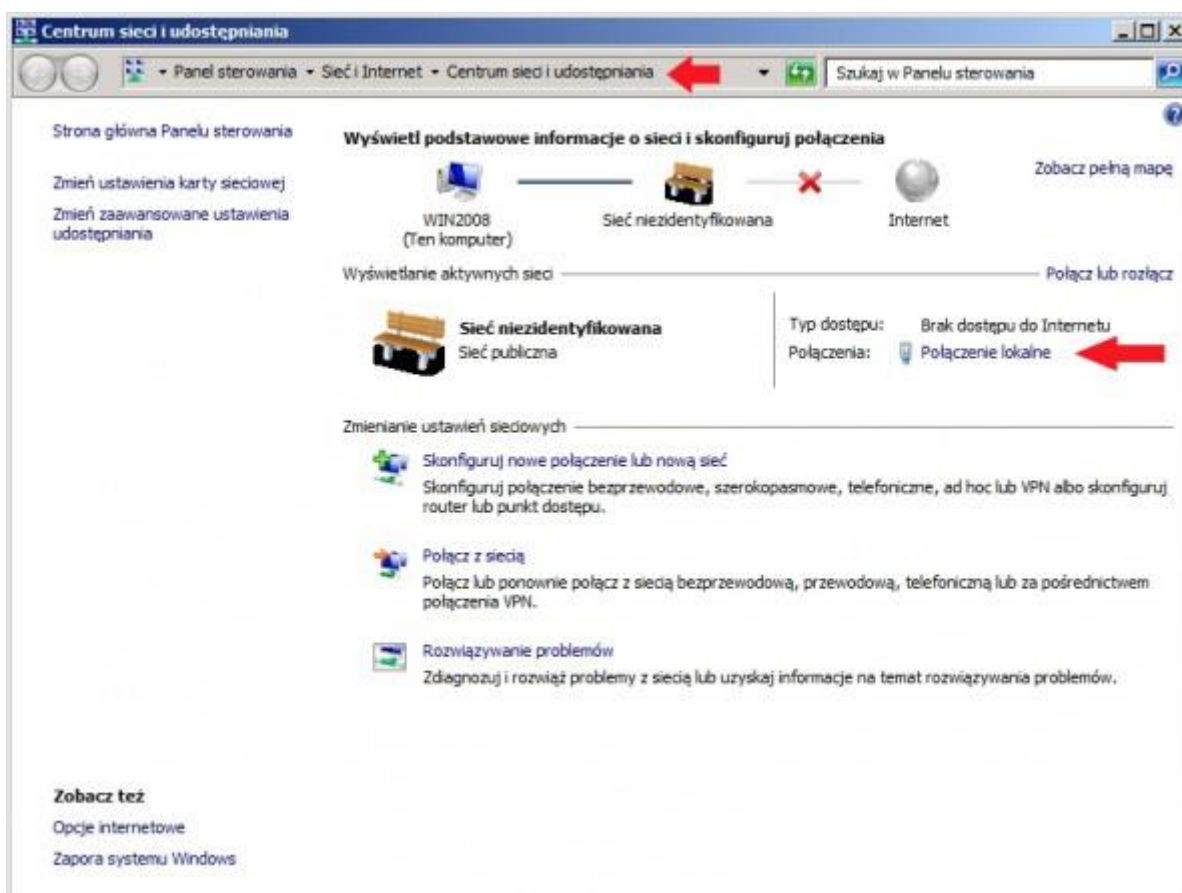 Centrum sieci i udostępniania
Panel sterowania Sieć i Internet Centrum sieci i udostępniania
Szukaj w Panelu sterowania
Strona główna Panelu sterowania
Zmień ustawienia karty sieciowej
Zmień zaawansowane ustawienia
udostępniania
Wyświetl podstawowe informacje o sieci i skonfiguruj połączenia
Zobacz pełną mapę
WIN2008
(Ten komputer)
Sieć niezidentyfikowana
Internet
Wyświetlanie aktywnych sieci
Połącz lub rozłącz
Sieć niezidentyfikowana
Sieć publiczna
Typ dostępu: Brak dostępu do Internetu
Połączenia: Połączenie lokalne
Zmienianie ustawień sieciowych
Skonfiguruj nowe połączenie lub nową sieć
Skonfiguruj połączenie bezprzewodowe, szerokopasmowe, telefoniczne, ad hoc lub VPN albo skonfiguruj
router lub punkt dostępu.
Połącz z siecią
Połącz lub ponownie połącz z siecią bezprzewodową, przewodową, telefoniczną lub za pośrednictwem
połączenia VPN.
Rozwiązywanie problemów
Zdiagnozuj i rozwiąż problemy z siecią lub uzyskaj informacje na temat rozwiązywania problemów.
Zobacz też
Opcje internetowe
Zapora systemu Windows